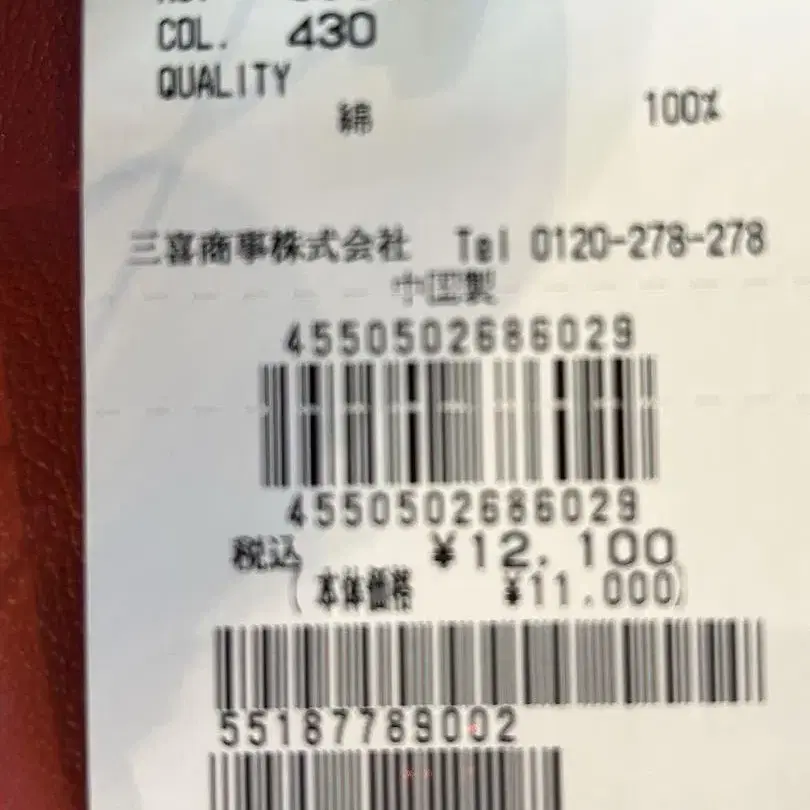 COL. 430
QUALITY
綿 100%
三喜商事株式会社 Tel 0120-278-278
中国製
4550502686029
4550502686029
税込 ¥12,100
(本体価格 ¥11,000)
55187789002